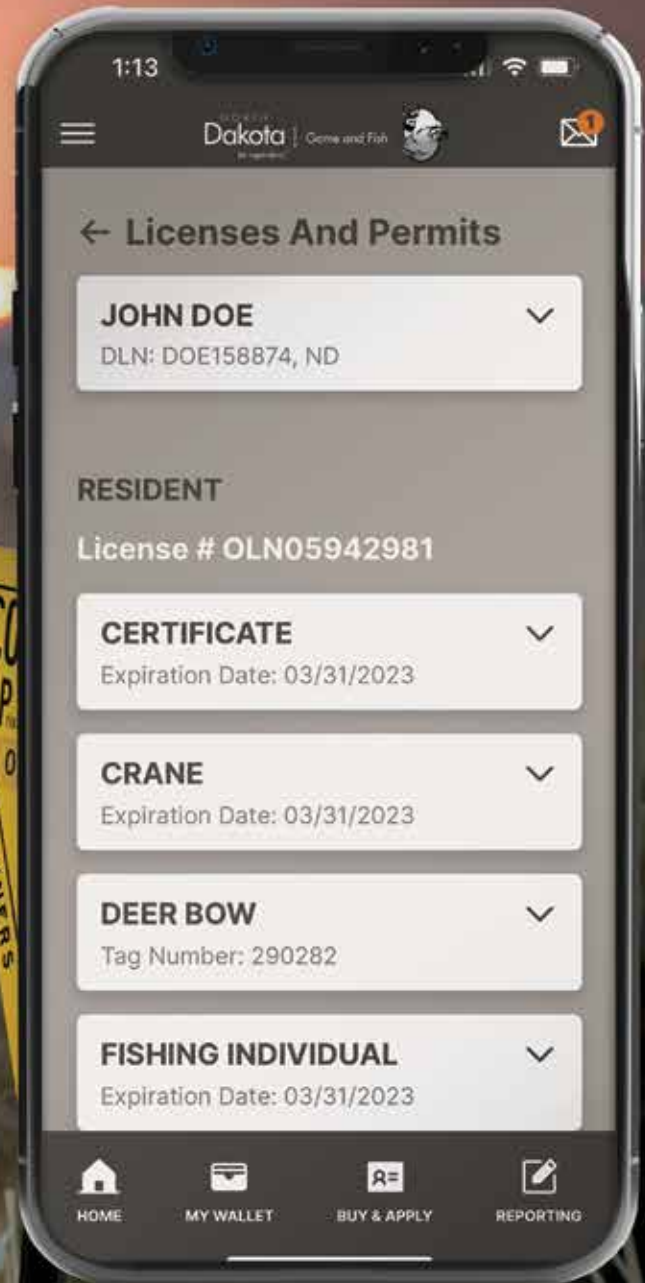 1:13
NORTH
Dakota | Game and Fish
1
← Licenses And Permits
JOHN DOE
DLN: DOE158874, ND
RESIDENT
License # OLN05942981
CERTIFICATE
Expiration Date: 03/31/2023
CRANE
Expiration Date: 03/31/2023
DEER BOW
Tag Number: 290282
FISHING INDIVIDUAL
Expiration Date: 03/31/2023
HOME MY WALLET BUY & APPLY REPORTING